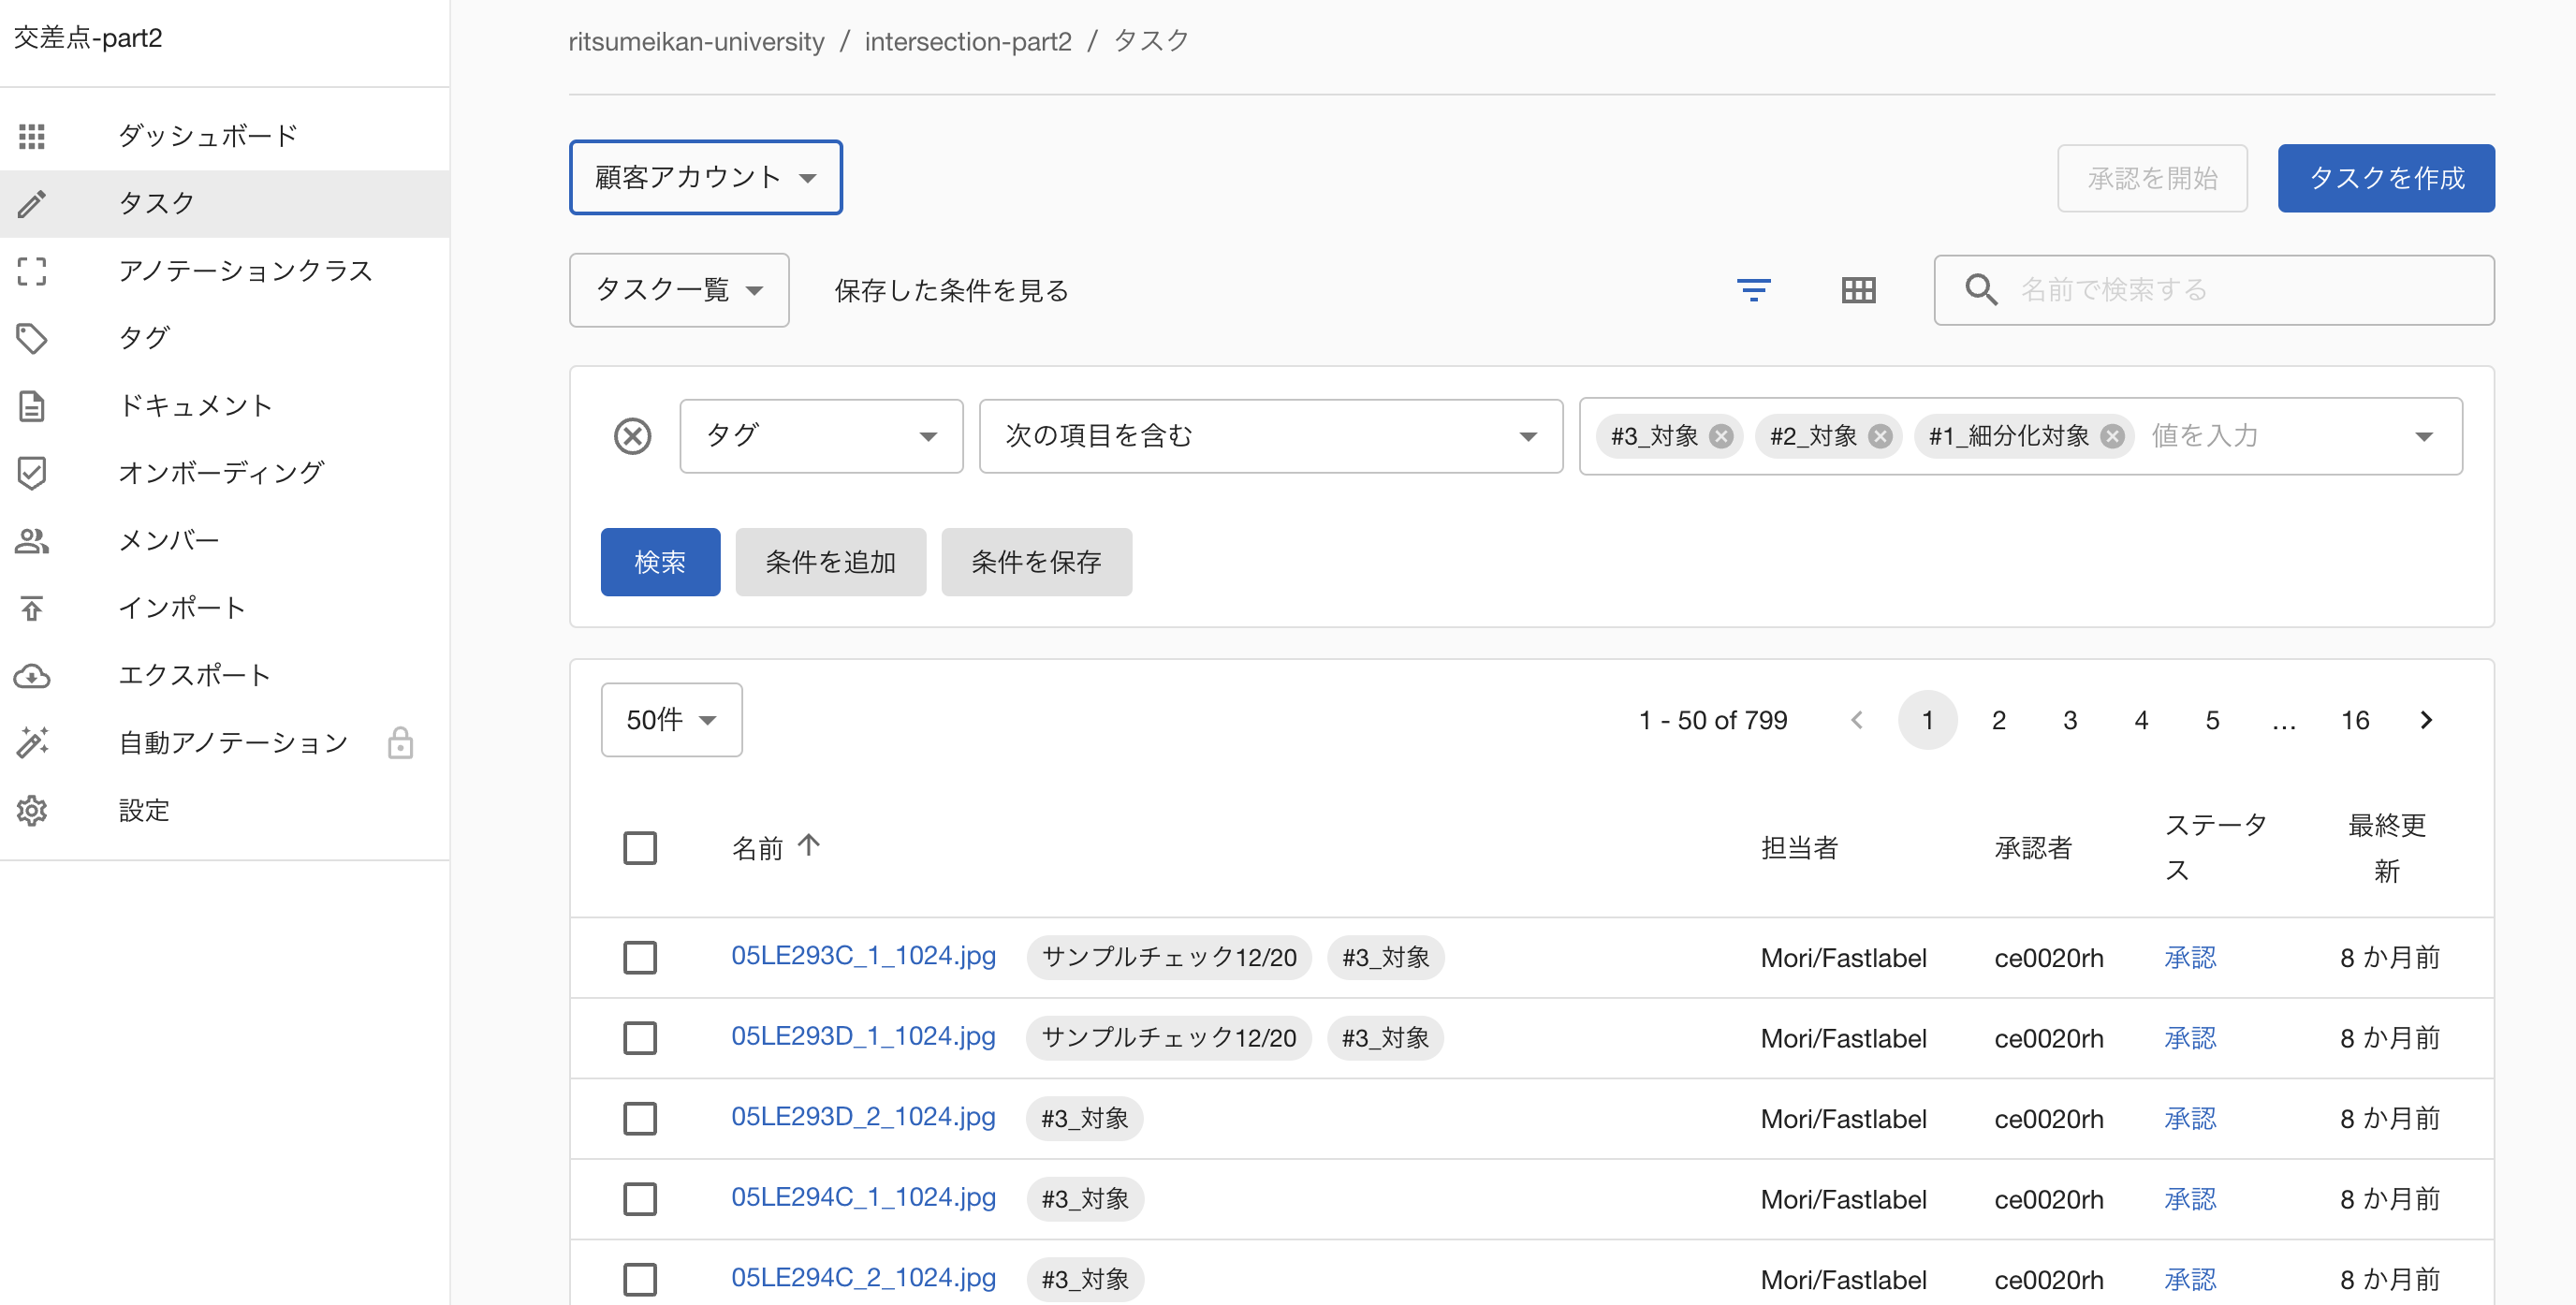 交差点-part2
ダッシュボード
タスク
アノテーションクラス
タグ
ドキュメント
オンボーディング
メンバー
インポート
エクスポート
自動アノテーション
設定
ritsumeikan-university / intersection-part2 / タスク
顧客アカウント
承認を開始
タスクを作成
タスク一覧
保存した条件を見る
名前で検索する
タグ
次の項目を含む
#3_対象 #2_対象 #1_細分化対象 値を入力
検索
条件を追加
条件を保存
50件
1 - 50 of 799
1 2 3 4 5 ... 16
名前 担当者 承認者 ステータス 最終更新
05LE293C_1_1024.jpg サンプルチェック12/20 #3_対象 Mori/Fastlabel ce0020rh 承認 8 か月前
05LE293D_1_1024.jpg サンプルチェック12/20 #3_対象 Mori/Fastlabel ce0020rh 承認 8 か月前
05LE293D_2_1024.jpg #3_対象 Mori/Fastlabel ce0020rh 承認 8 か月前
05LE294C_1_1024.jpg #3_対象 Mori/Fastlabel ce0020rh 承認 8 か月前
05LE294C_2_1024.jpg #3_対象 Mori/Fastlabel ce0020rh 承認 8 か月前